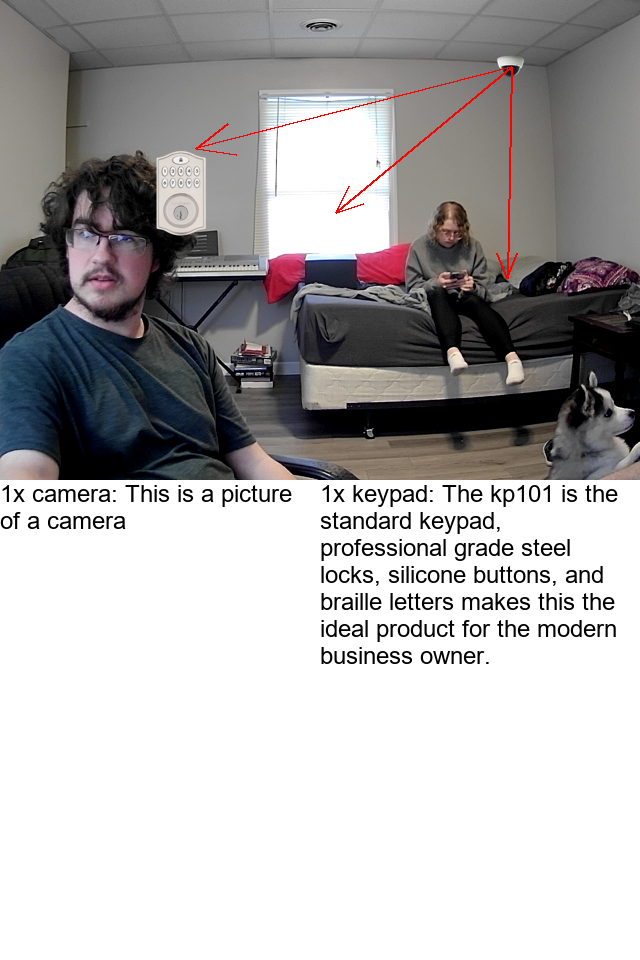 1x camera: This is a picture
of a camera
1x keypad: The kp101 is the
standard keypad,
professional grade steel
locks, silicone buttons, and
braille letters makes this the
ideal product for the modern
business owner.